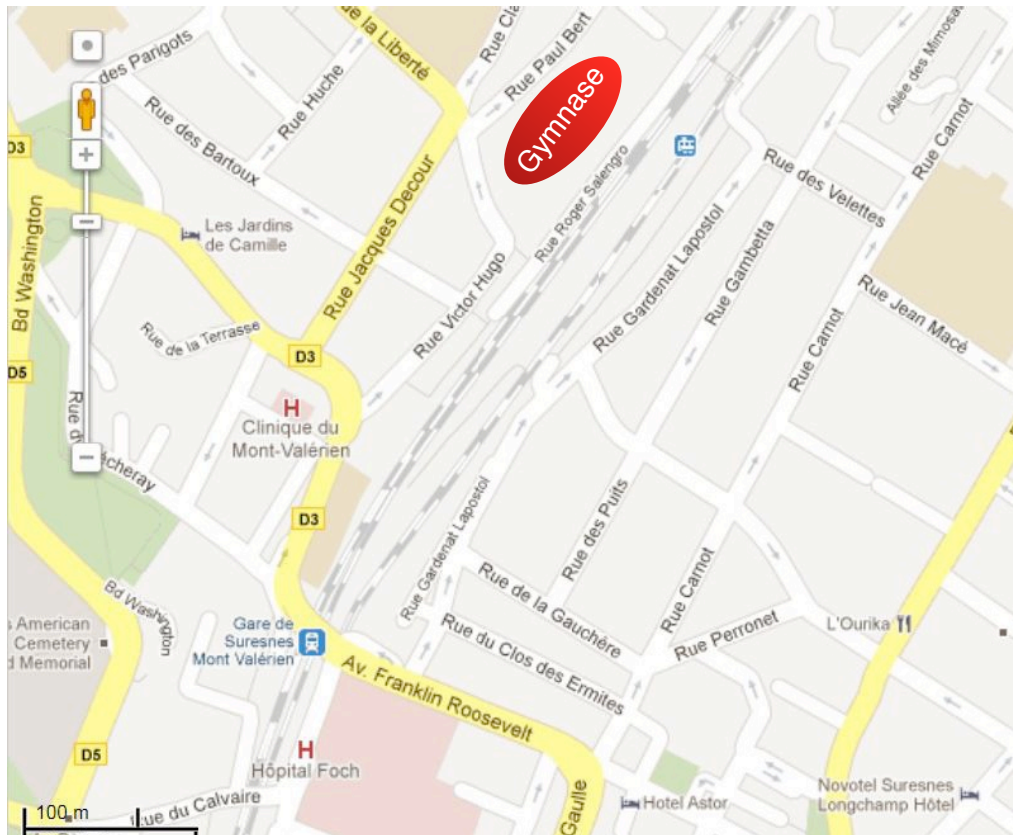 des Parigots
Rue Huche
ue la Liberté
Rue Cla
Rue Paul Bert
Gymnase
Allée des Mimosas
Rue Carnot
D3
Rue des Bartoux
Rue Roger Salengro
Rue des Velettes
Bd Washington
Les Jardins
de Camille
Rue Jacques Decour
Rue Victor Hugo
Rue Gardenat Lapostol
Rue Gambetta
Rue Jean Macé
Rue de la Terrasse
D3
D5
Rue Carnot
H
Clinique du
Mont-Valérien
Rue d
écheray
D3
Rue Gardenat Lapostol
Rue des Puits
Rue Carnot
Bd Washington
Rue de la Gauchère
s American
Cemetery
d Memorial
Gare de
Suresnes
Mont Valérien
Rue du Clos des Ermites
Rue Perronet
L'Ourika
Av. Franklin Roosevelt
D5
H
Hôpital Foch
Gaulle
Hotel Astor
Novotel Suresnes
Longchamp Hôtel
100 m
ue du Calvaire